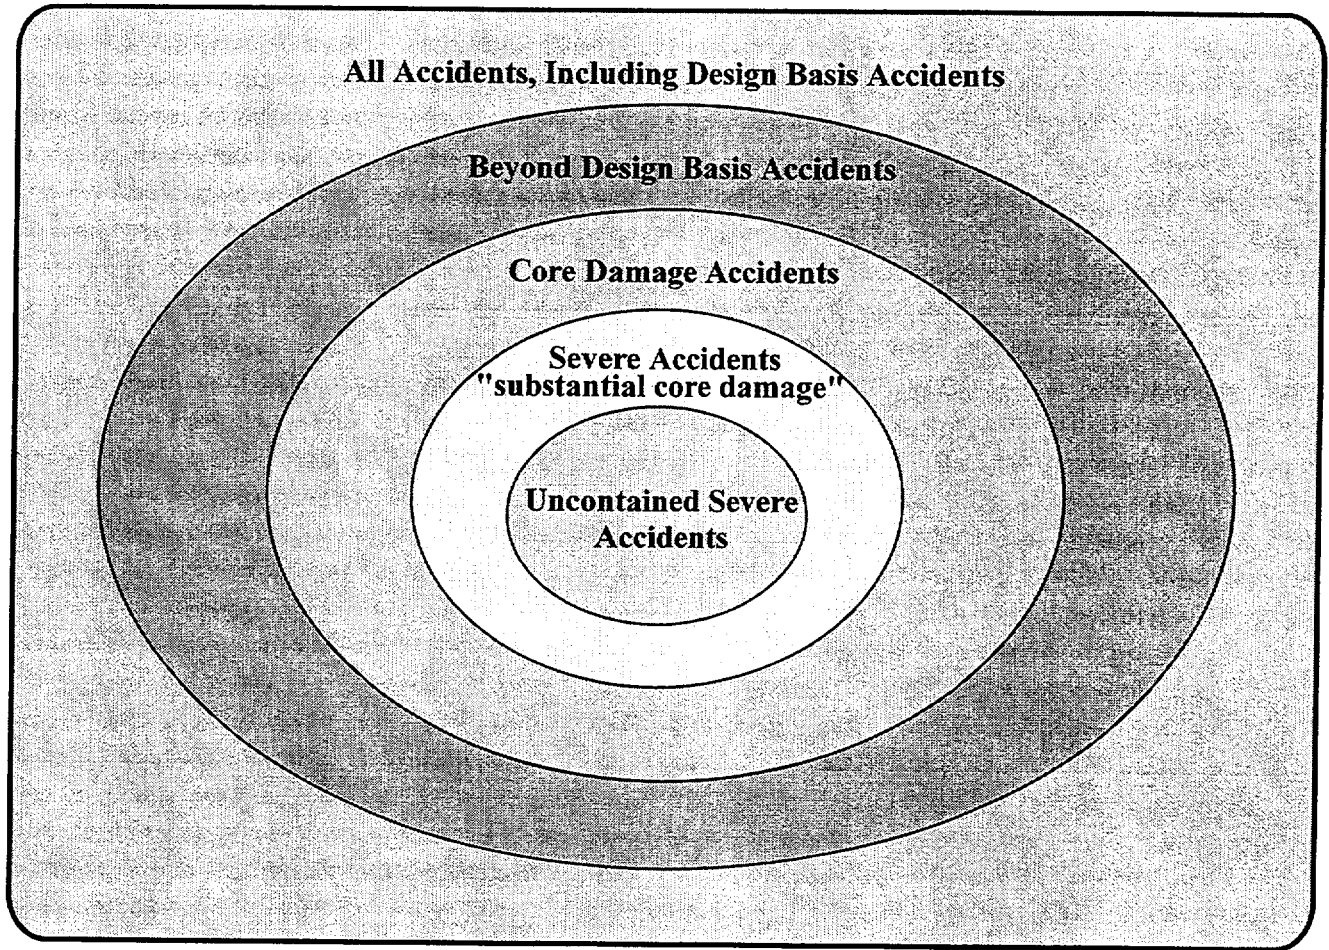 All Accidents, Including Design Basis Accidents
Beyond Design Basis Accidents
Core Damage Accidents
Severe Accidents
"substantial core damage"
Uncontained Severe
Accidents